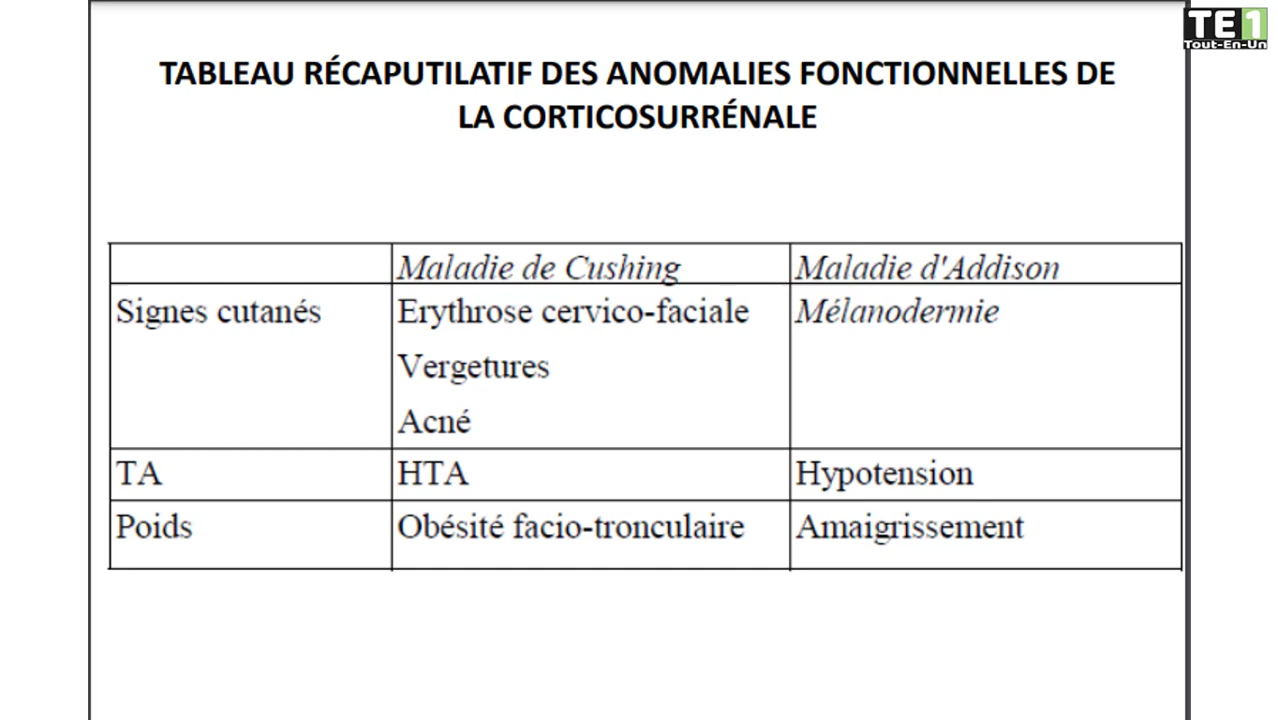 TE1
Tout-En-Un
TABLEAU RÉCAPUTILATIF DES ANOMALIES FONCTIONNELLES DE
LA CORTICOSURRÉNALE
Maladie de Cushing Maladie d'Addison
Signes cutanés Erythrose cervico-faciale Mélanodermie
Vergetures
Acné
TA HTA Hypotension
Poids Obésité facio-tronculaire Amaigrissement